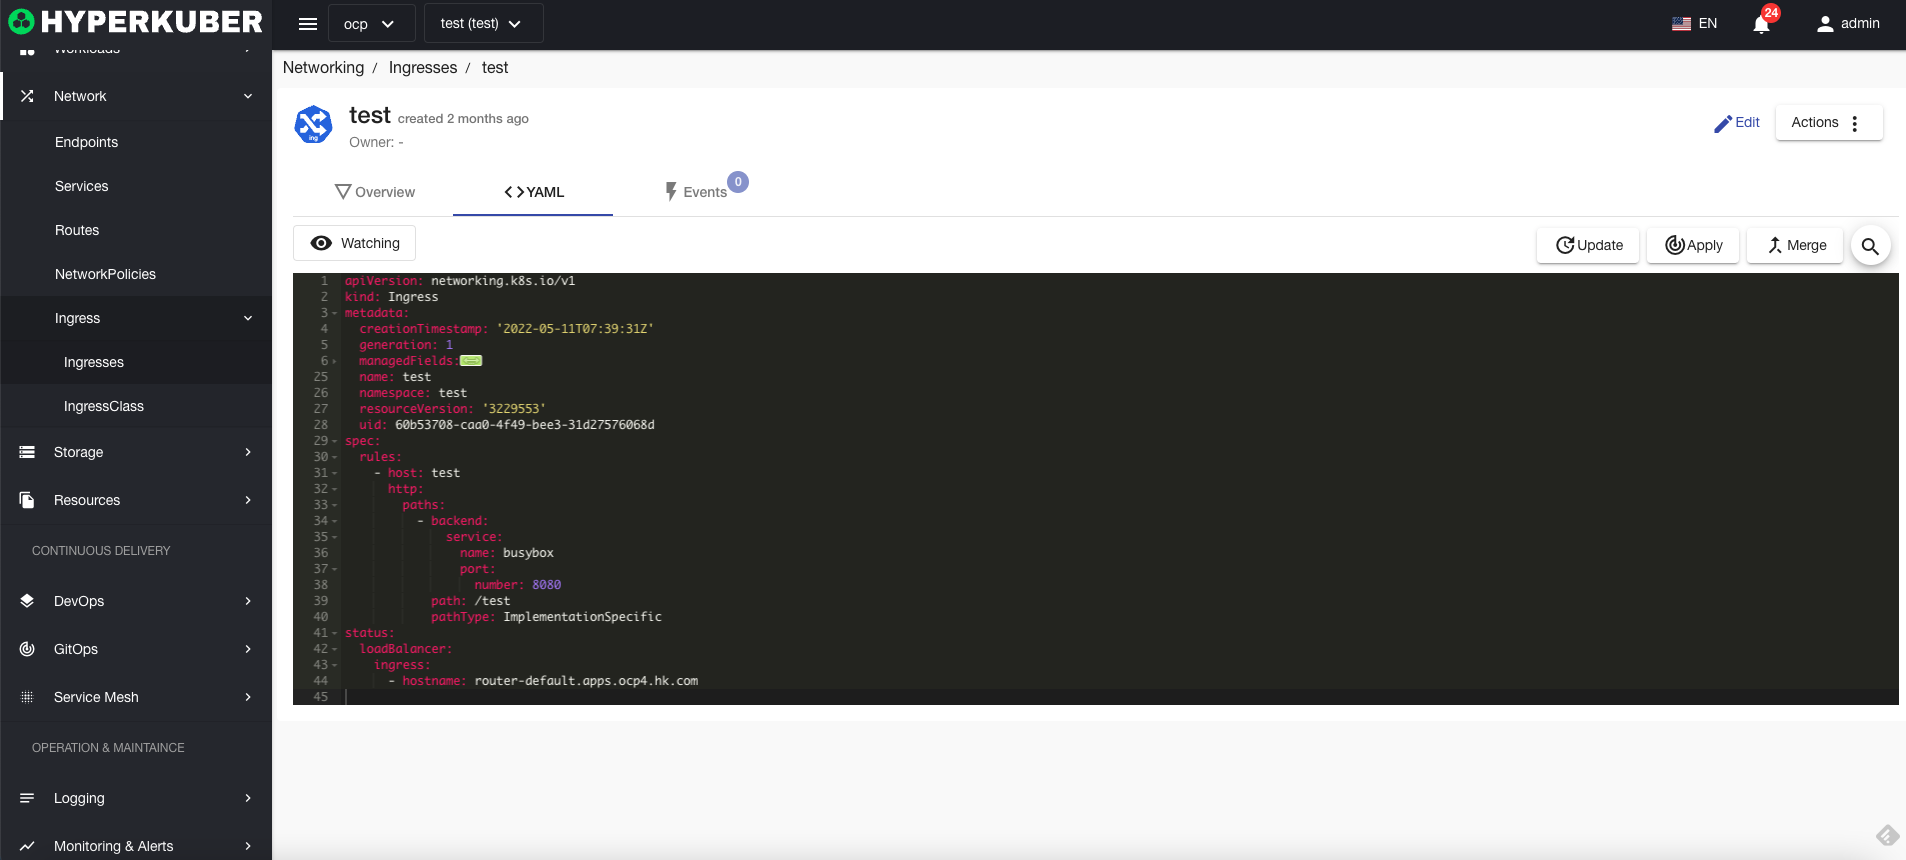 HYPERKUBER
ocp
test (test)
EN
24
admin
Workloads
Network
Endpoints
Services
Routes
NetworkPolicies
Ingress
Ingresses
IngressClass
Storage
Resources
CONTINUOUS DELIVERY
DevOps
GitOps
Service Mesh
OPERATION & MAINTAINCE
Logging
Monitoring & Alerts
Networking / Ingresses / test
test created 2 months ago
ing
Owner: -
Edit
Actions
Overview
YAML
Events 0
Watching
Update
Apply
Merge
1 apiVersion: networking.k8s.io/v1
2 kind: Ingress
3 metadata:
4 creationTimestamp: '2022-05-11T07:39:31Z'
5 generation: 1
6 managedFields:
25 name: test
26 namespace: test
27 resourceVersion: '3229553'
28 uid: 60b53708-caa0-4f49-bee3-31d27576068d
29 spec:
30 rules:
31 - host: test
32 http:
33 paths:
34 - backend:
35 service:
36 name: busybox
37 port:
38 number: 8080
39 path: /test
40 pathType: ImplementationSpecific
41 status:
42 loadBalancer:
43 ingress:
44 - hostname: router-default.apps.ocp4.hk.com
45